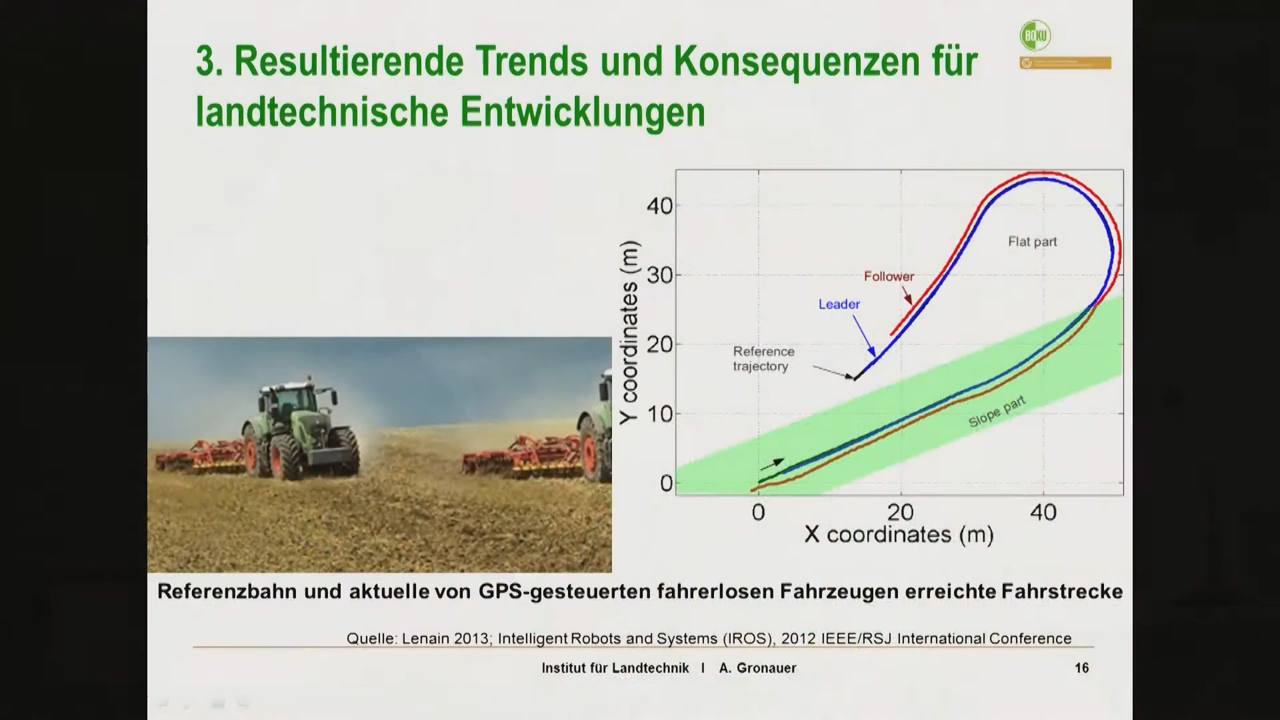 3. Resultierende Trends und Konsequenzen für
landtechnische Entwicklungen
BOKU
Y coordinates (m)
40
30
20
10
0
0 20 40
X coordinates (m)
Flat part
Follower
Leader
Reference
trajectory
Slope part
Referenzbahn und aktuelle von GPS-gesteuerten fahrerlosen Fahrzeugen erreichte Fahrstrecke
Quelle: Lenain 2013; Intelligent Robots and Systems (IROS), 2012 IEEE/RSJ International Conference
Institut für Landtechnik I A. Gronauer
16